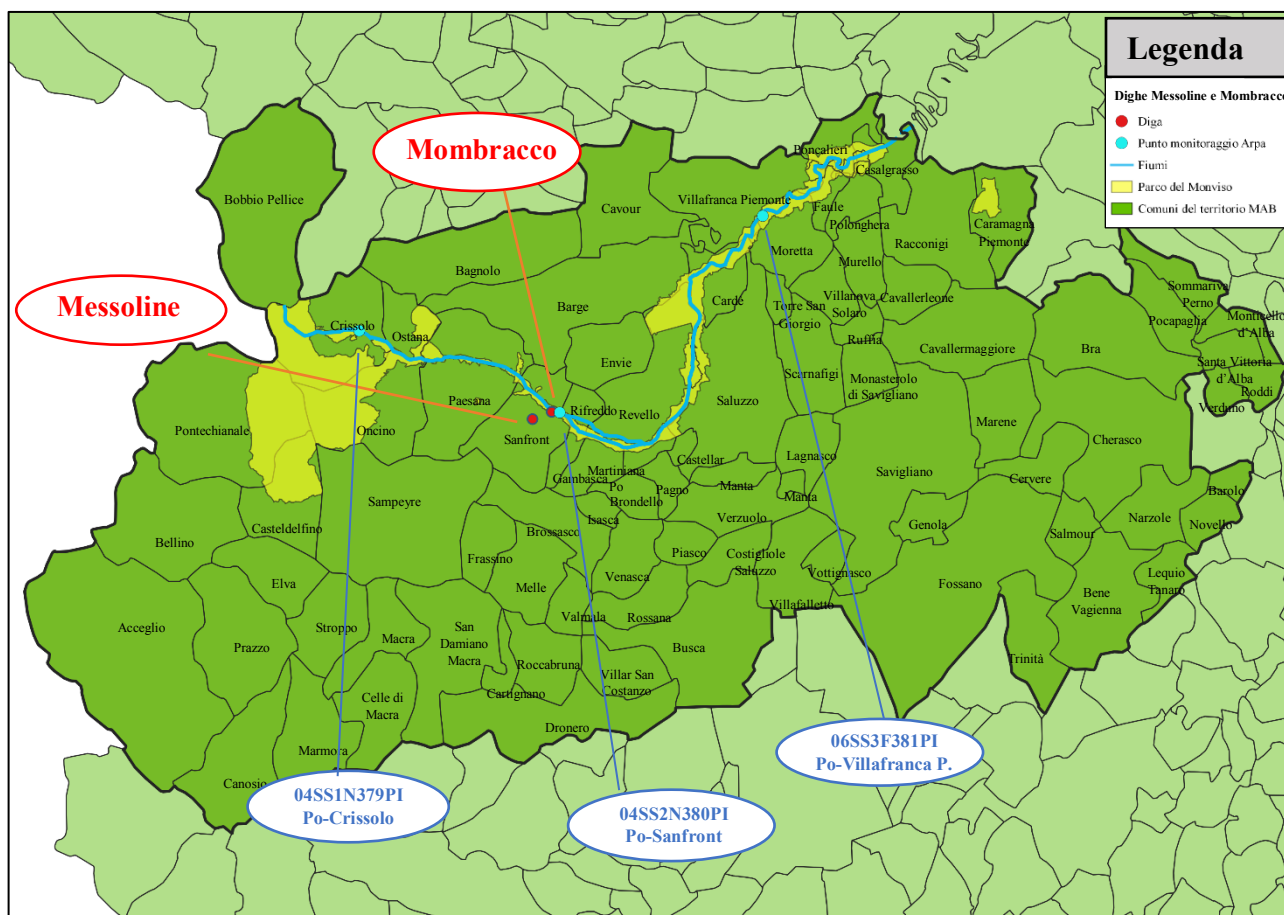 Legenda
Dighe Messoline e Mombracco
Diga
Punto monitoraggio Arpa
Fiumi
Parco del Monviso
Comuni del territorio MAB
Mombracco
Messoline
Bobbio Pellice
Cavour
Villafranca Piemonte
Poncalieri
Casalgrasso
Faule
Polonghera
Caramagna
Piemonte
Racconigi
Bagnolo
Moretta
Murello
Barge
Carde
Torre San
Giorgio
Villanova
Solaro
Cavallerleone
Sommariva
Perno
Pocapaglia
Monticello
d'Alba
Crissolo
Ostana
Envie
Ruffia
Cavallermaggiore
Bra
Santa Vittoria
d'Alba
Roddi
Verduno
Scarnafigi
Monasterolo
di Savigliano
Paesana
Rifreddo
Revello
Saluzzo
Pontechianale
Oncino
Sanfront
Marene
Cherasco
Castellar
Lagnasco
Savigliano
Martiniana
Po
Gambasca
Pagno
Manta
Manta
Cervere
Sampeyre
Brondello
Barolo
Isasca
Verzuolo
Genola
Narzole
Novello
Casteldelfino
Brossasco
Salmour
Bellino
Frassino
Piasco
Costigliole
Saluzzo
Vottignasco
Elva
Melle
Venasca
Fossano
Bene
Vagienna
Lequio
Tanaro
Villafalletto
Acceglio
Stroppo
Macra
San
Damiano
Macra
Valmala
Rossana
Prazzo
Busca
Roccabruna
Villar San
Costanzo
Trinità
Celle di
Macra
Cartignano
Dronero
Marmora
Canosio
04SS1N379PI
Po-Crissolo
04SS2N380PI
Po-Sanfront
06SS3F381PI
Po-Villafranca P.